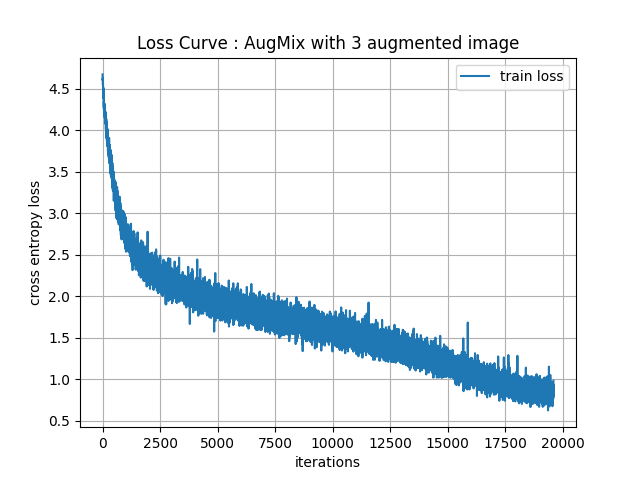 Loss Curve : AugMix with 3 augmented image
train loss
4.5
4.0
3.5
3.0
2.5
2.0
1.5
1.0
0.5
cross entropy loss
0 2500 5000 7500 10000 12500 15000 17500 20000
iterations